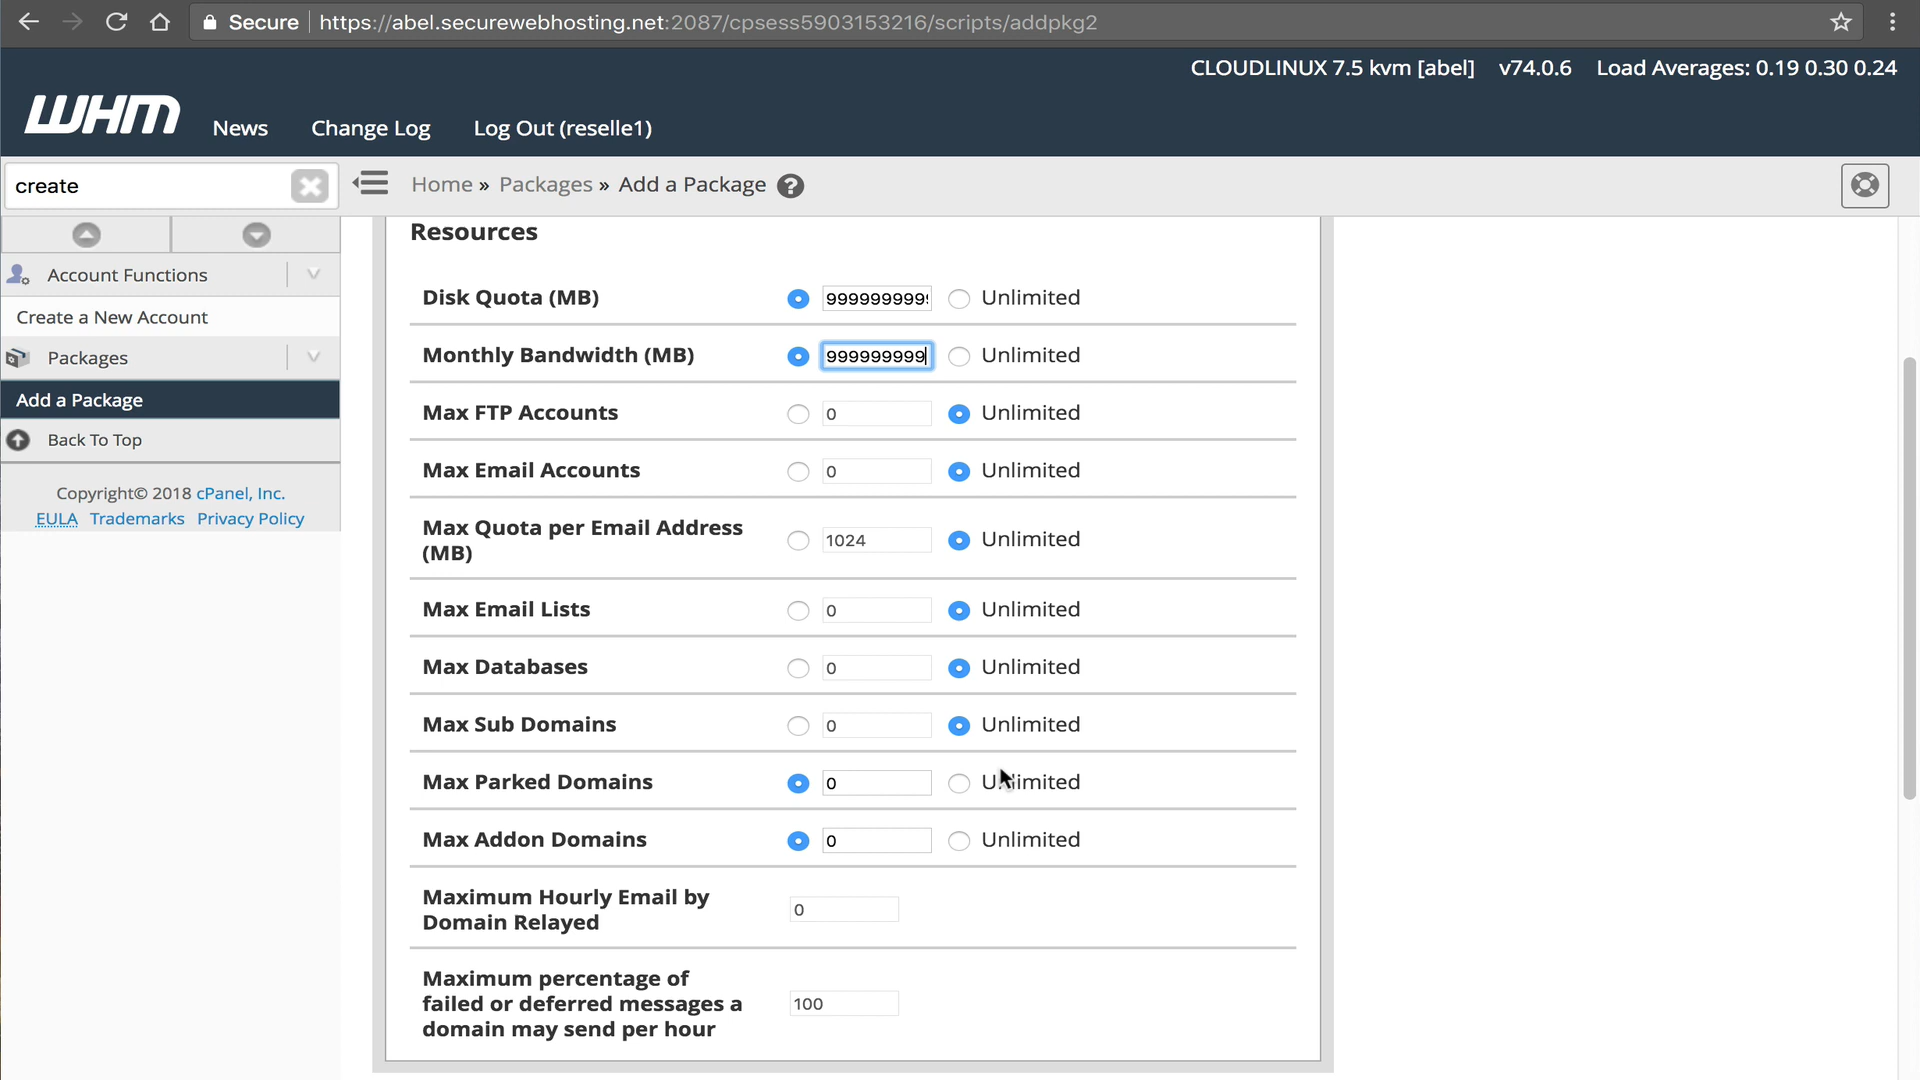 Secure https://abel.securewebhosting.net:2087/cpsess5903153216/scripts/addpkg2
CLOUDLINUX 7.5 kvm [abel] v74.0.6 Load Averages: 0.19 0.30 0.24
WHM News Change Log Log Out (reselle1)
create
Home » Packages » Add a Package ?
Account Functions
Create a New Account
Packages
Add a Package
Back To Top
Copyright© 2018 cPanel, Inc.
EULA Trademarks Privacy Policy
Resources
Disk Quota (MB) 999999999 Unlimited
Monthly Bandwidth (MB) 999999999 Unlimited
Max FTP Accounts 0 Unlimited
Max Email Accounts 0 Unlimited
Max Quota per Email Address
(MB) 1024 Unlimited
Max Email Lists 0 Unlimited
Max Databases 0 Unlimited
Max Sub Domains 0 Unlimited
Max Parked Domains 0 Unlimited
Max Addon Domains 0 Unlimited
Maximum Hourly Email by
Domain Relayed 0
Maximum percentage of
failed or deferred messages a 100
domain may send per hour